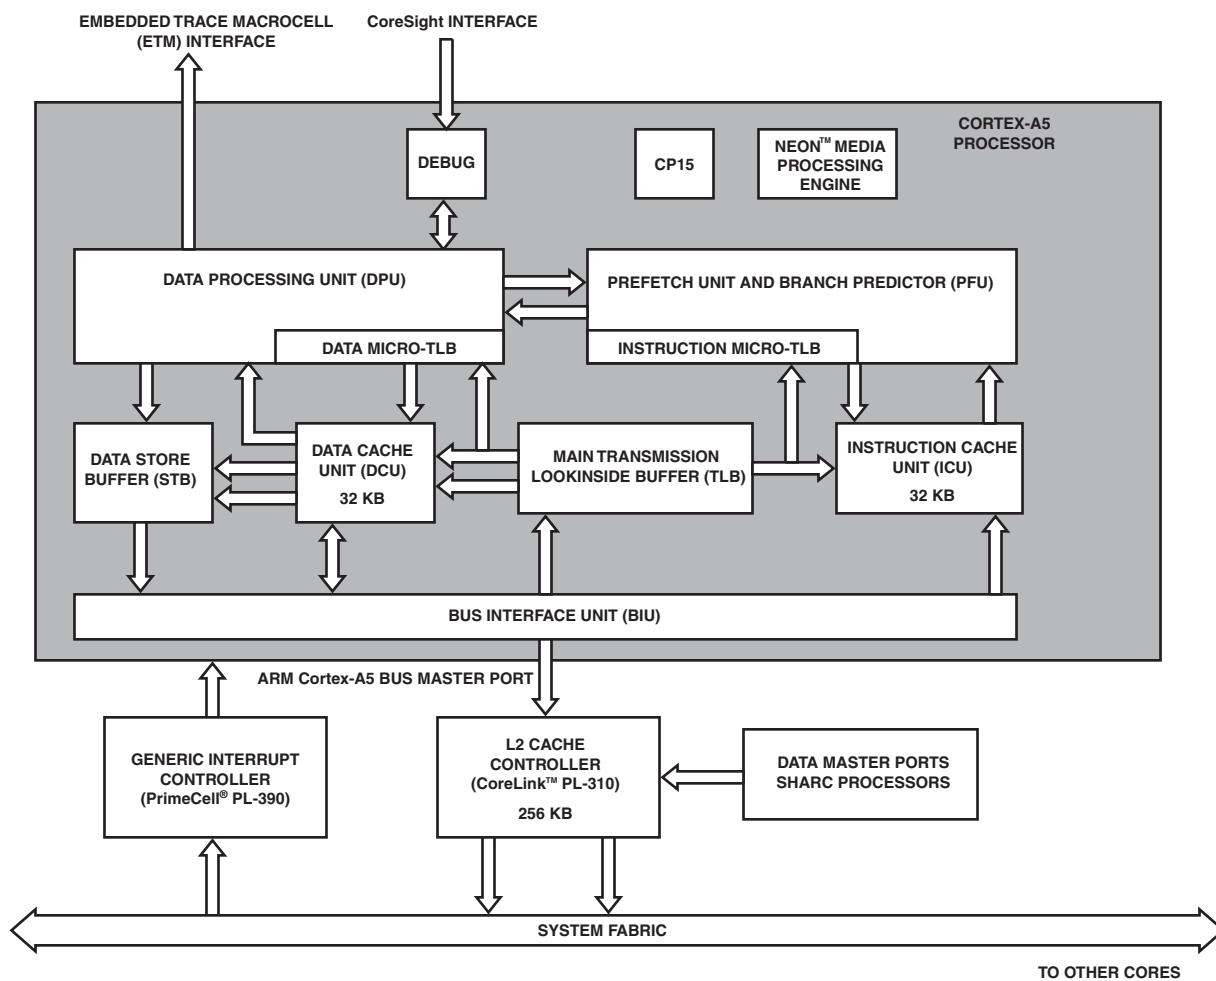 EMBEDDED TRACE MACROCELL
(ETM) INTERFACE
CoreSight INTERFACE
CORTEX-A5
PROCESSOR
DEBUG
CP15
NEON™ MEDIA
PROCESSING
ENGINE
DATA PROCESSING UNIT (DPU)
PREFETCH UNIT AND BRANCH PREDICTOR (PFU)
DATA MICRO-TLB
INSTRUCTION MICRO-TLB
DATA STORE
BUFFER (STB)
DATA CACHE
UNIT (DCU)
32 KB
MAIN TRANSMISSION
LOOKINSIDE BUFFER (TLB)
INSTRUCTION CACHE
UNIT (ICU)
32 KB
BUS INTERFACE UNIT (BIU)
ARM Cortex-A5 BUS MASTER PORT
GENERIC INTERRUPT
CONTROLLER
(PrimeCell® PL-390)
L2 CACHE
CONTROLLER
(CoreLink™ PL-310)
256 KB
DATA MASTER PORTS
SHARC PROCESSORS
SYSTEM FABRIC
TO OTHER CORES